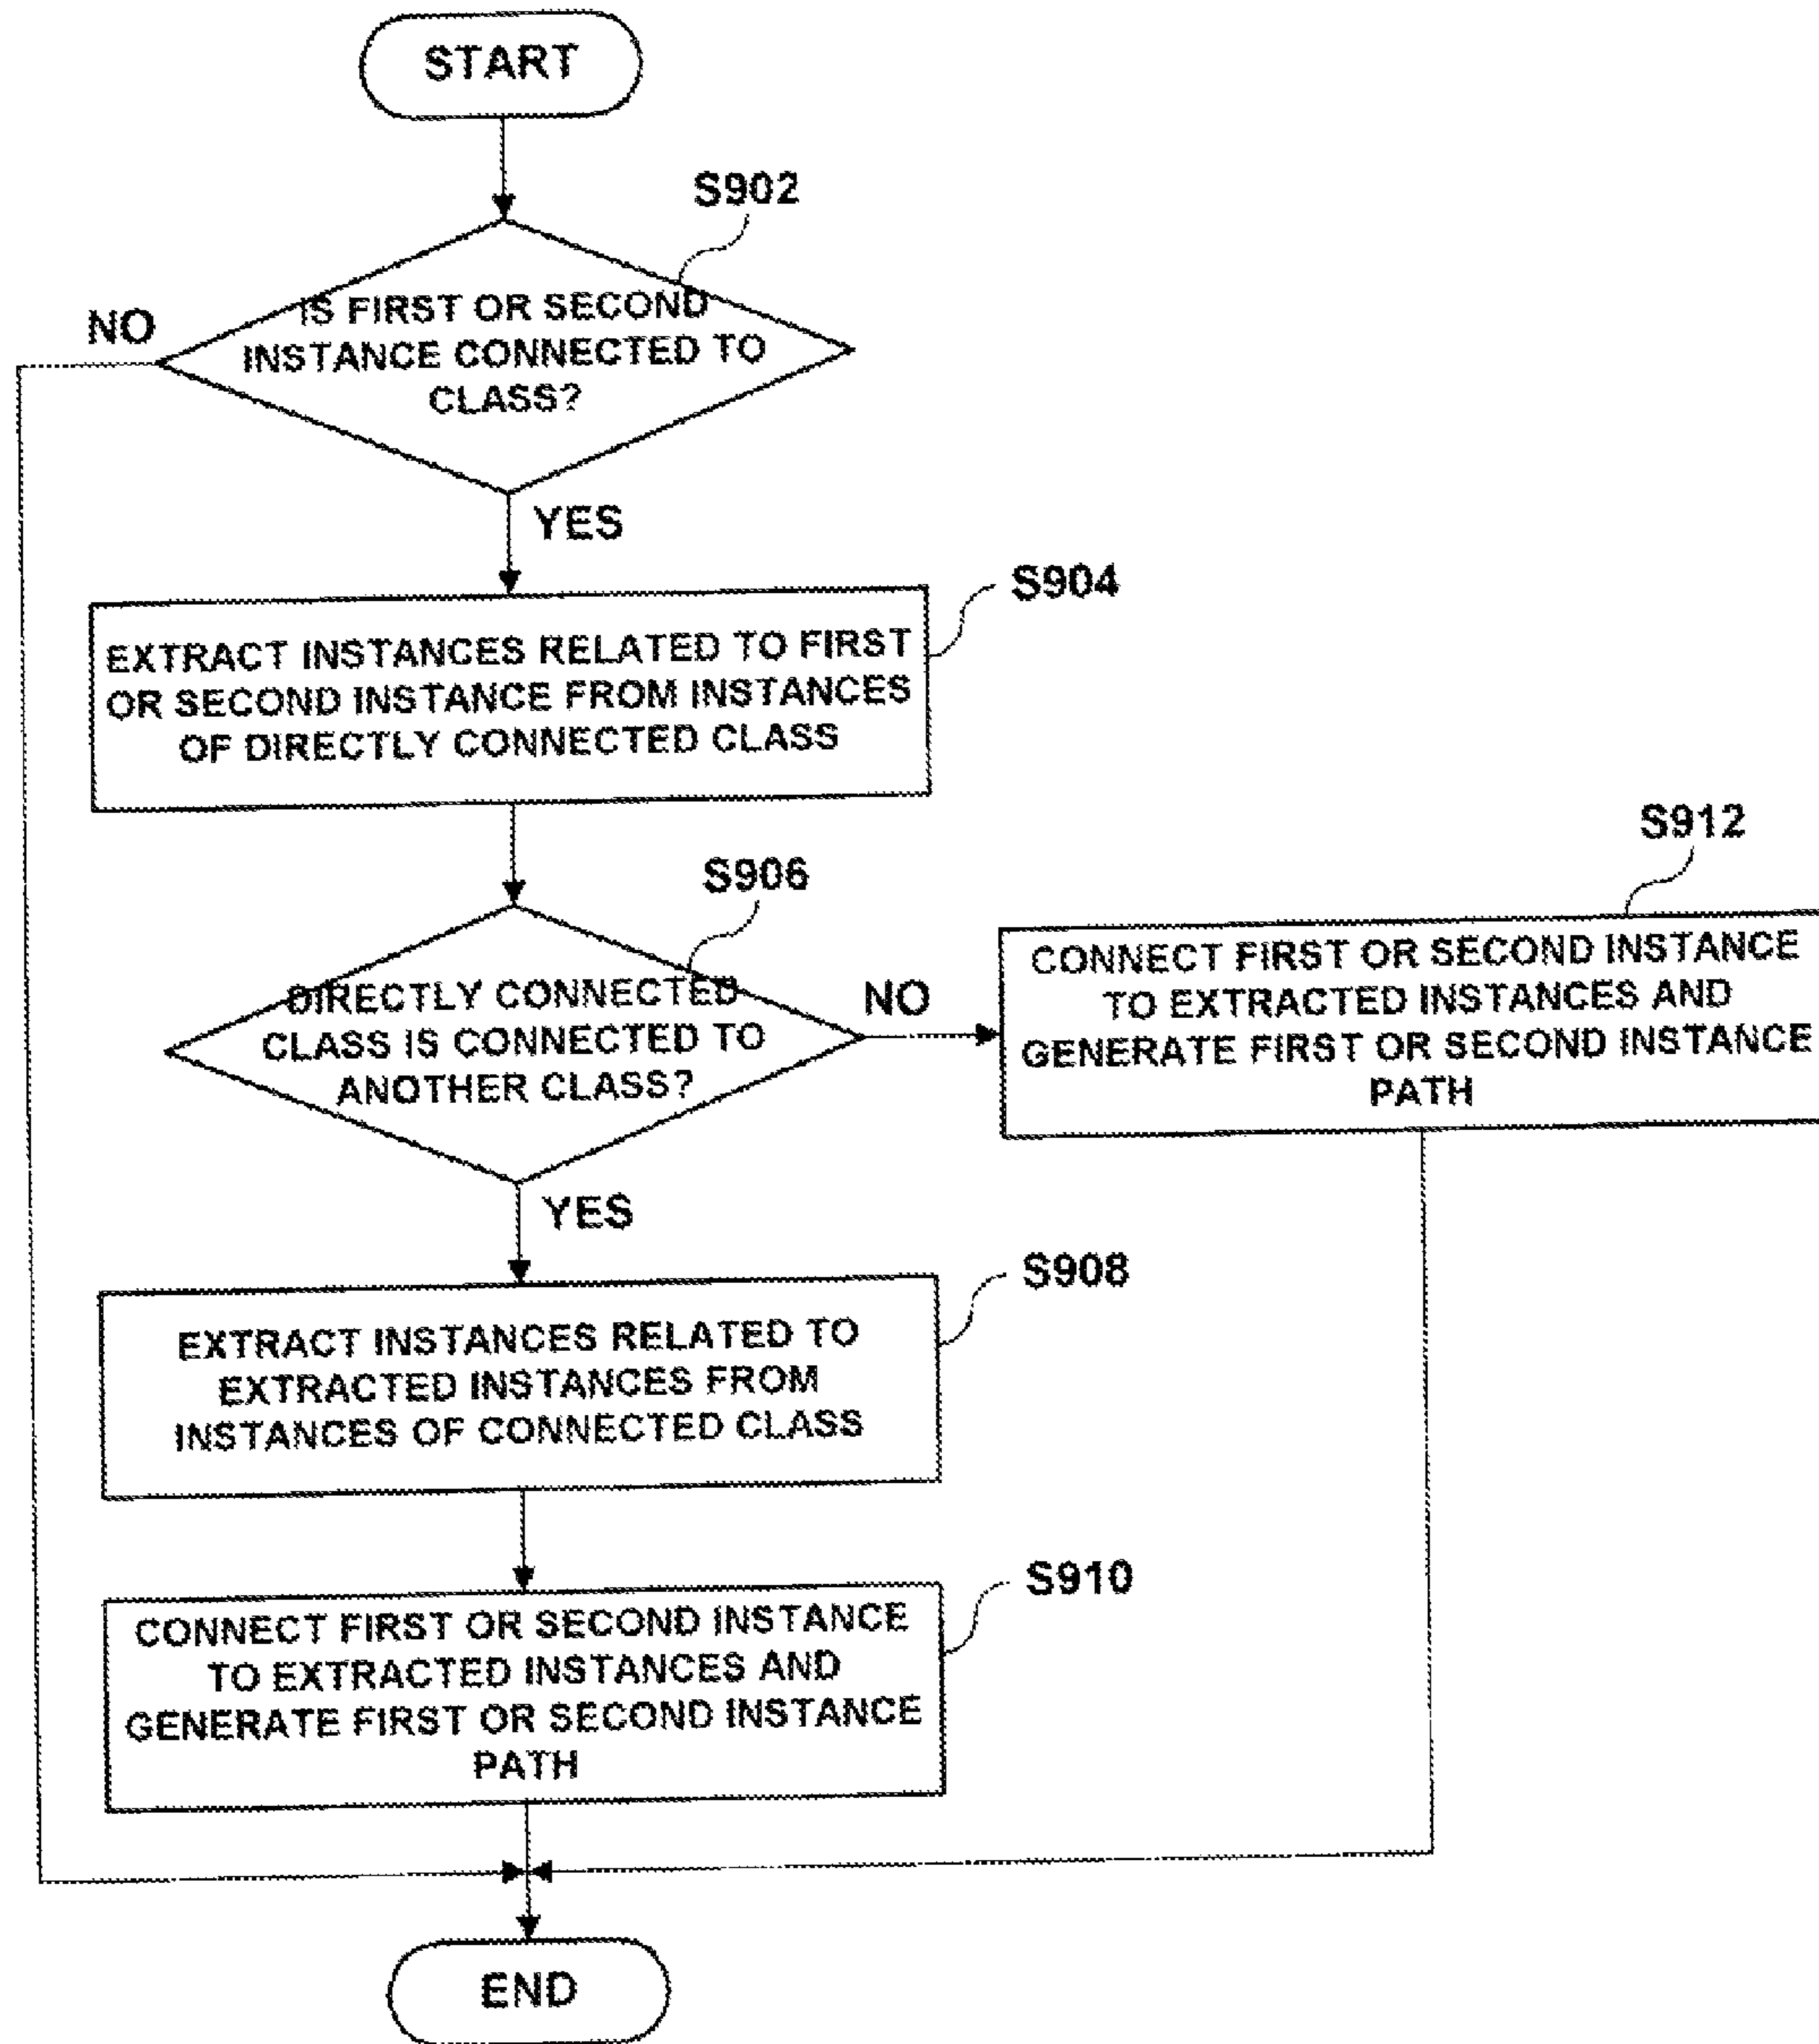 START
S902
IS FIRST OR SECOND
INSTANCE CONNECTED TO
CLASS?
NO
YES
S904
EXTRACT INSTANCES RELATED TO FIRST
OR SECOND INSTANCE FROM INSTANCES
OF DIRECTLY CONNECTED CLASS
S906
DIRECTLY CONNECTED
CLASS IS CONNECTED TO
ANOTHER CLASS?
NO
S912
CONNECT FIRST OR SECOND INSTANCE
TO EXTRACTED INSTANCES AND
GENERATE FIRST OR SECOND INSTANCE
PATH
YES
S908
EXTRACT INSTANCES RELATED TO
EXTRACTED INSTANCES FROM
INSTANCES OF CONNECTED CLASS
S910
CONNECT FIRST OR SECOND INSTANCE
TO EXTRACTED INSTANCES AND
GENERATE FIRST OR SECOND INSTANCE
PATH
END